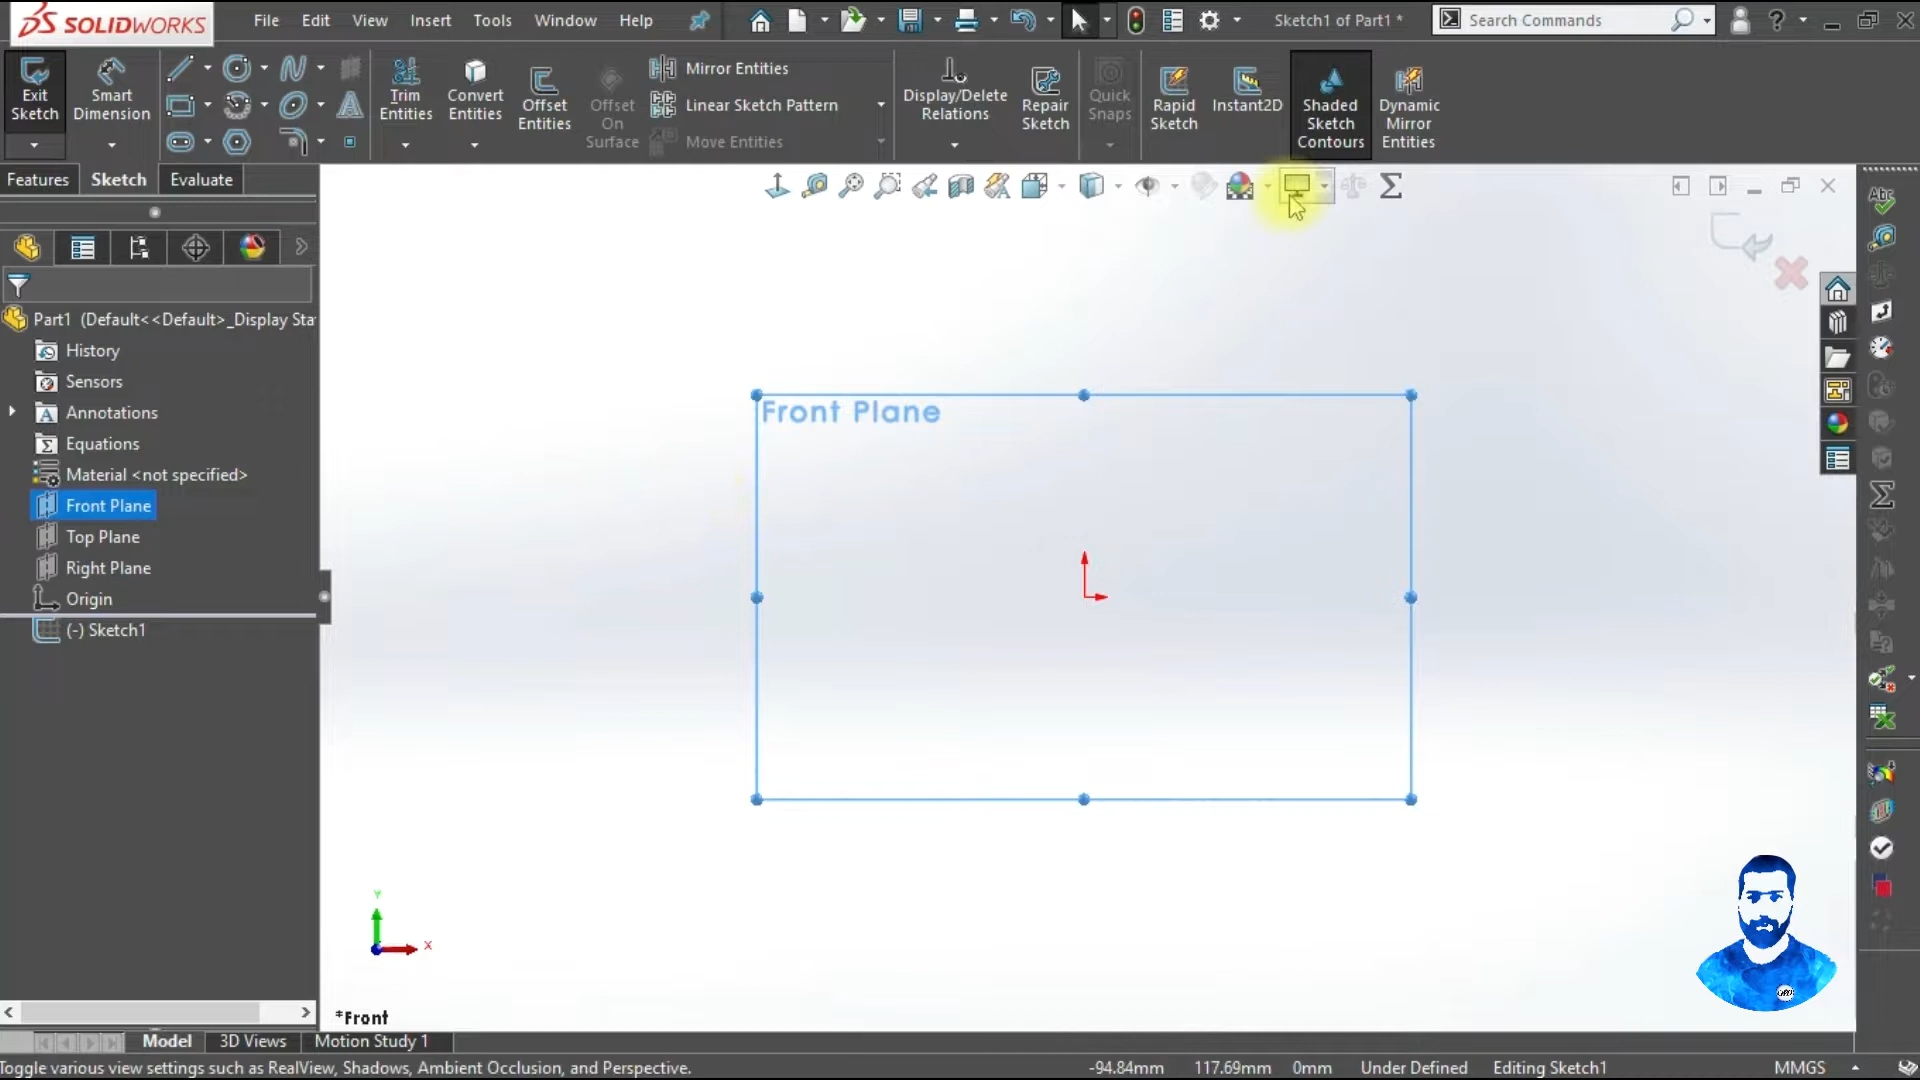 SOLIDWORKS File Edit View Insert Tools Window Help Sketch1 of Part1 * Search Commands
Exit Sketch
Smart Dimension
Trim Entities
Convert Entities
Offset Entities
Offset On Surface
Mirror Entities
Linear Sketch Pattern
Move Entities
Display/Delete Relations
Repair Sketch
Quick Snaps
Rapid Sketch
Instant2D
Shaded Sketch Contours
Dynamic Mirror Entities
Features Sketch Evaluate
Part1 (Default<<Default>_Display Sta
History
Sensors
Annotations
Equations
Material <not specified>
Front Plane
Top Plane
Right Plane
Origin
(-) Sketch1
Front Plane
Y
X
*Front
Model 3D Views Motion Study 1
Toggle various view settings such as RealView, Shadows, Ambient Occlusion, and Perspective. -94.84mm 117.69mm 0mm Under Defined Editing Sketch1 MMGS